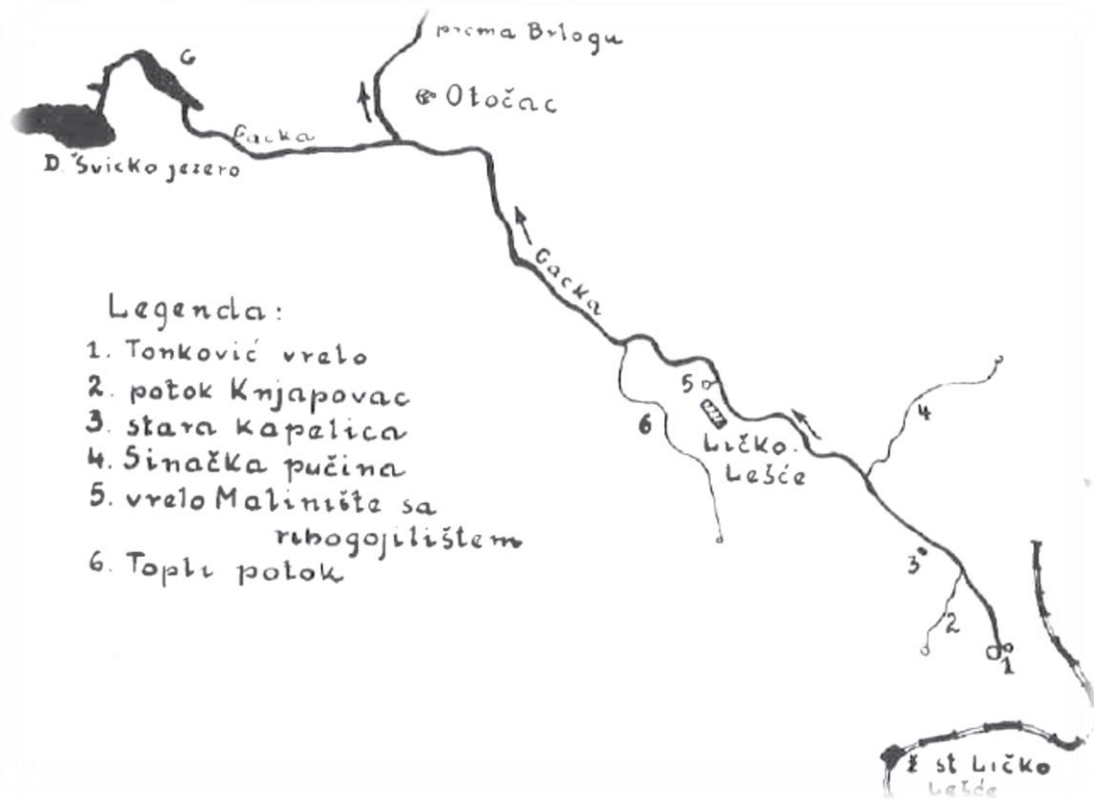 prema Brlogu
G
Otočac
Gacka
D. Švicko jezero
Gacka
Legenda:
1. Tonković vrelo
2. potok Knjapovac
3. stara kapelica
4. Sinačka pučina
5. vrelo Malinište sa
ribogojilištem
6. Topli potok
5
4
6
Ličko
Lešće
3
2
1
ž st Ličko
Lešće